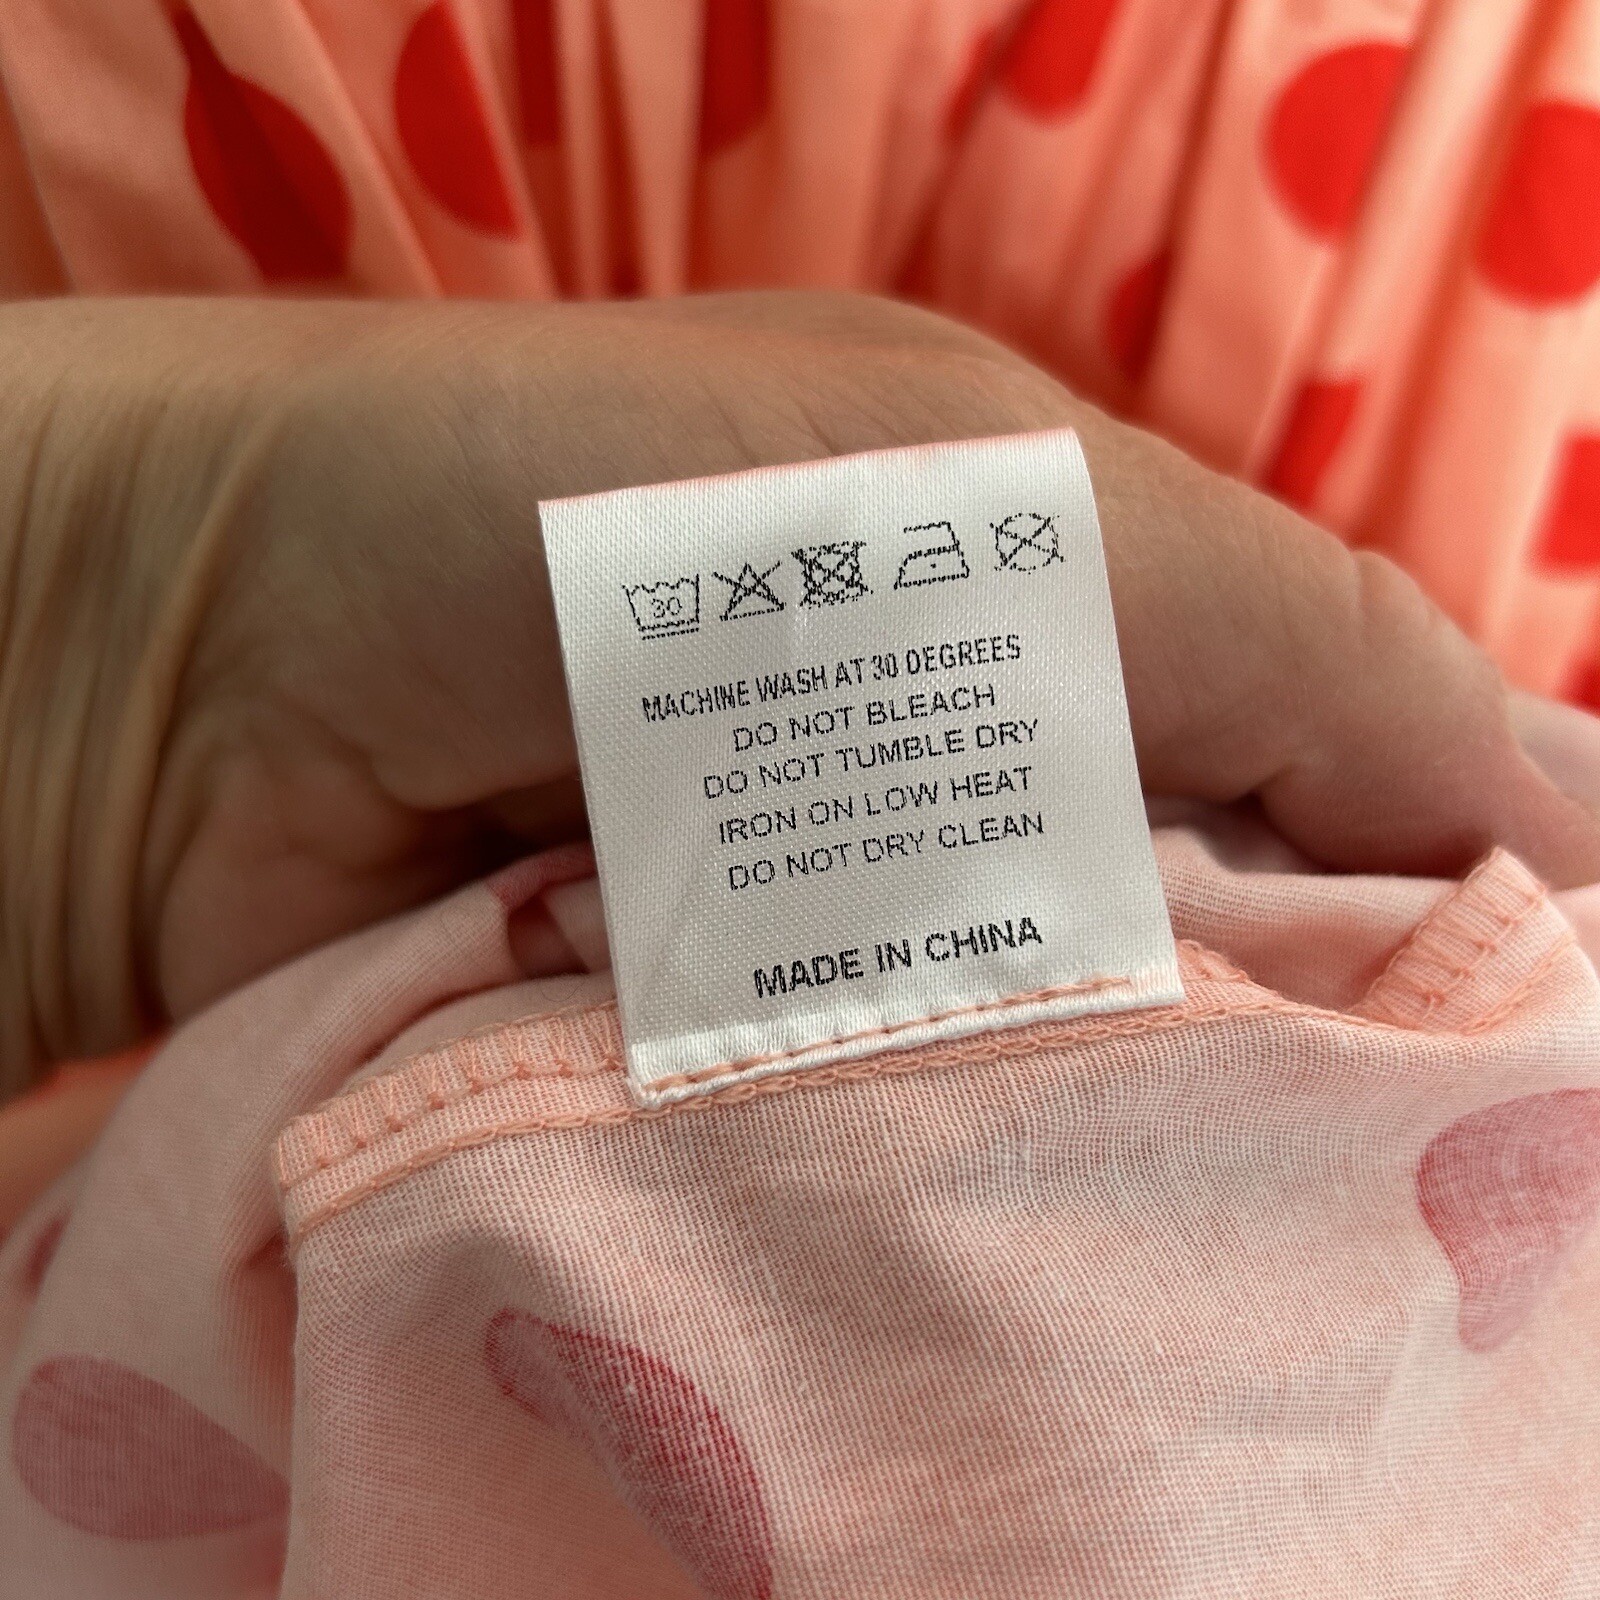 30
MACHINE WASH AT 30 DEGREES
DO NOT BLEACH
DO NOT TUMBLE DRY
IRON ON LOW HEAT
DO NOT DRY CLEAN
MADE IN CHINA